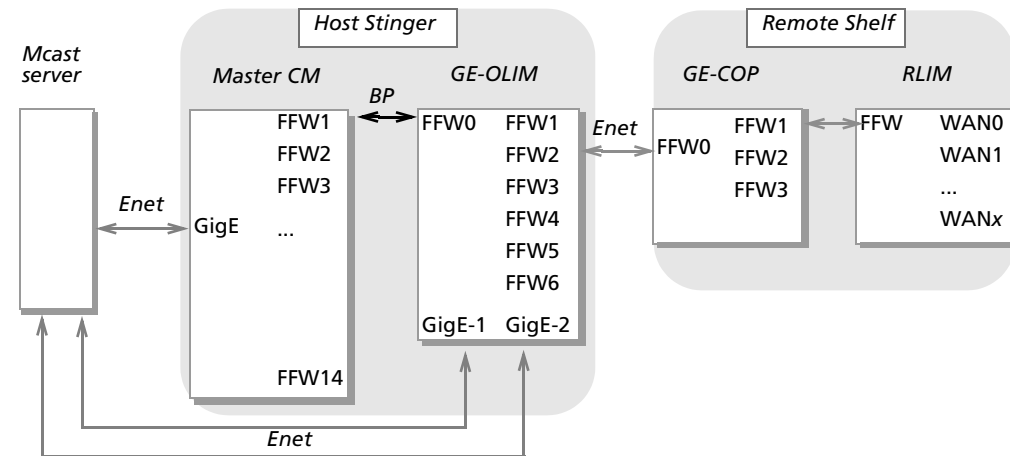 Host Stinger
Remote Shelf
Mcast
server
Master CM
GE-OLIM
GE-COP
RLIM
BP
Enet
Enet
GigE
FFW1
FFW2
FFW3
...
FFW14
FFW0
FFW1
FFW2
FFW3
FFW4
FFW5
FFW6
GigE-1
GigE-2
FFW0
FFW1
FFW2
FFW3
FFW
WAN0
WAN1
...
WANx
Enet